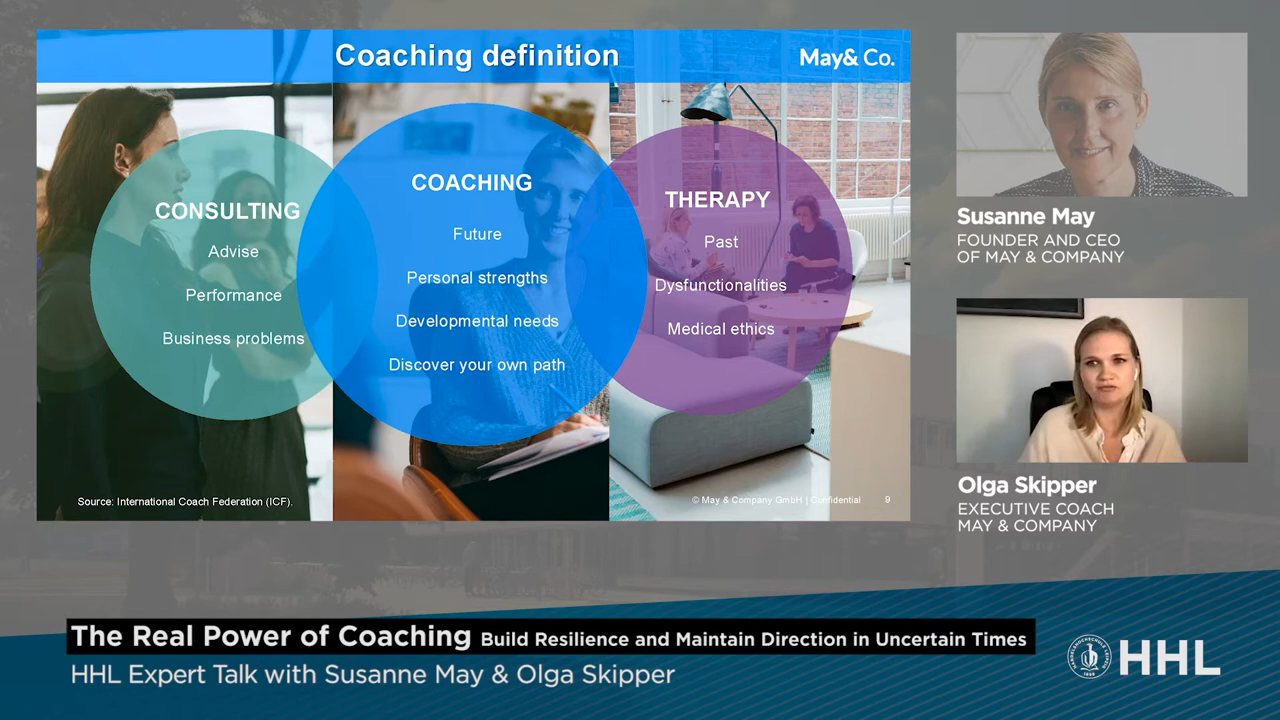 Coaching definition
May& Co.
CONSULTING
Advise
Performance
Business problems
COACHING
Future
Personal strengths
Developmental needs
Discover your own path
THERAPY
Past
Dysfunctionalities
Medical ethics
Source: International Coach Federation (ICF).
© May & Company GmbH | Confidential 9
Susanne May
FOUNDER AND CEO
OF MAY & COMPANY
Olga Skipper
EXECUTIVE COACH
MAY & COMPANY
The Real Power of Coaching Build Resilience and Maintain Direction in Uncertain Times
HHL Expert Talk with Susanne May & Olga Skipper
HHL